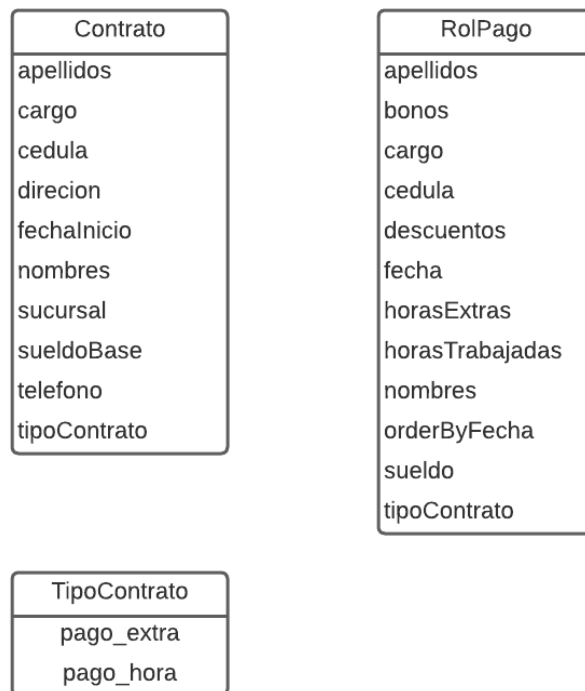 Contrato
apellidos
cargo
cedula
direcion
fechaInicio
nombres
sucursal
sueldoBase
telefono
tipoContrato
RolPago
apellidos
bonos
cargo
cedula
descuentos
fecha
horasExtras
horasTrabajadas
nombres
orderByFecha
sueldo
tipoContrato
TipoContrato
pago_extra
pago_hora